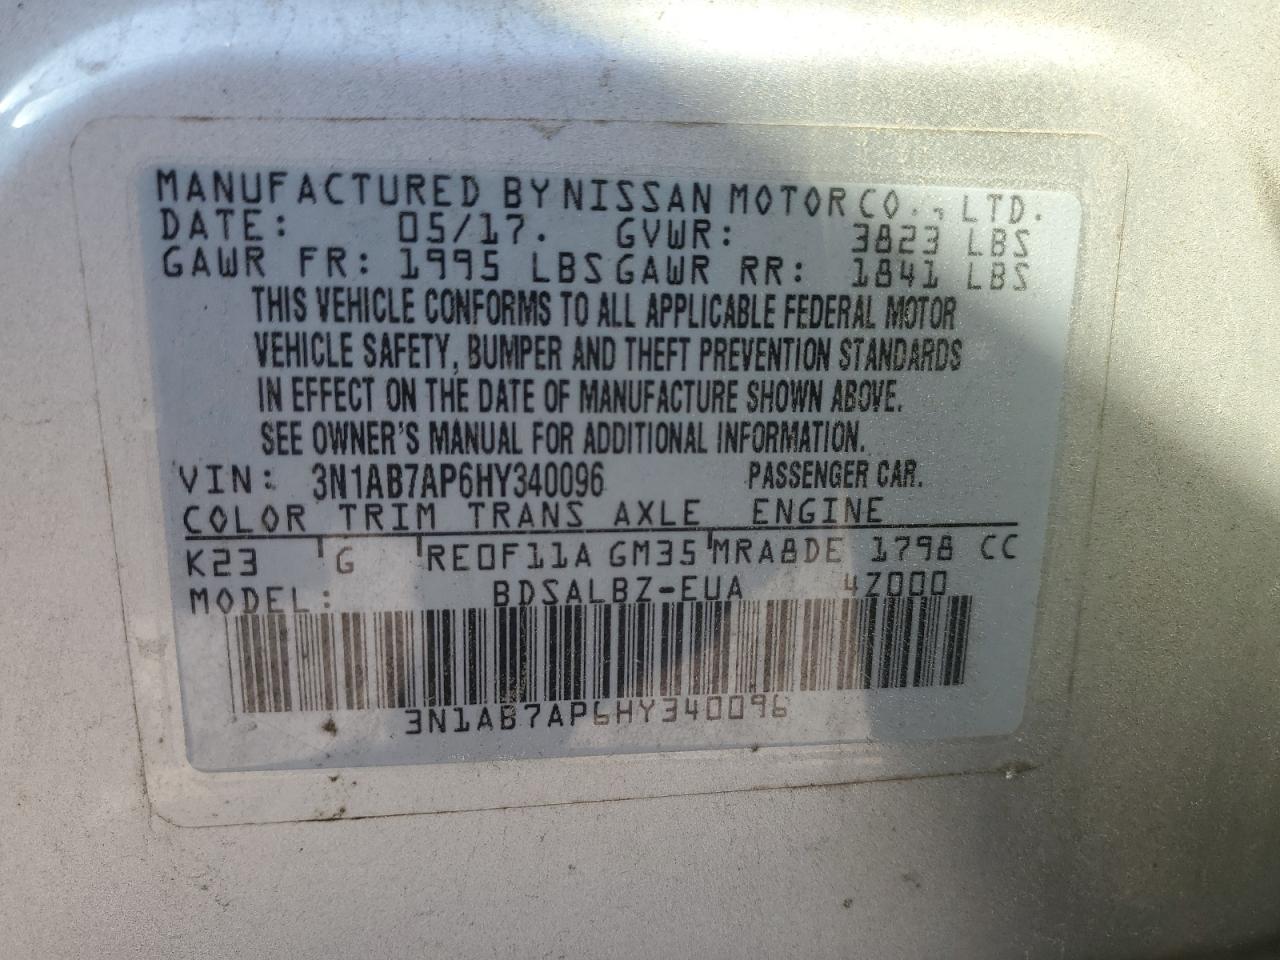 MANUFACTURED BY NISSAN MOTOR CO., LTD.
DATE: 05/17. GVWR: 3823 LBS
GAWR FR: 1995 LBS GAWR RR: 1841 LBS
THIS VEHICLE CONFORMS TO ALL APPLICABLE FEDERAL MOTOR
VEHICLE SAFETY, BUMPER AND THEFT PREVENTION STANDARDS
IN EFFECT ON THE DATE OF MANUFACTURE SHOWN ABOVE.
SEE OWNER'S MANUAL FOR ADDITIONAL INFORMATION.
VIN: 3N1AB7AP6HY340096 PASSENGER CAR.
COLOR TRIM TRANS AXLE ENGINE
K23 G RE0F11A GM35 MRA8DE 1798 CC
MODEL: BDSALBZ-EUA 4Z000
3N1AB7AP6HY340096